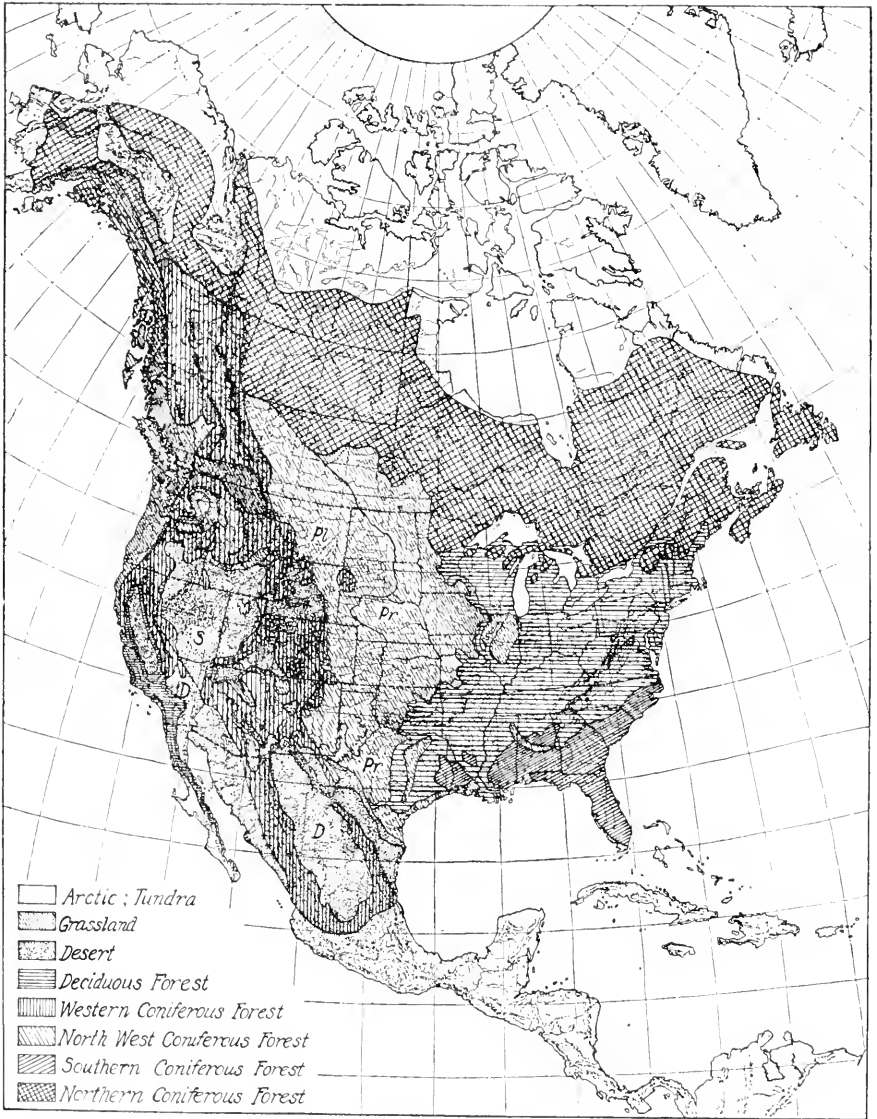 Pl
Pr
S
D
Pr
D
Arctic ; Tundra
Grassland
Desert
Deciduous Forest
Western Coniferous Forest
North West Coniferous Forest
Southern Coniferous Forest
Northern Coniferous Forest